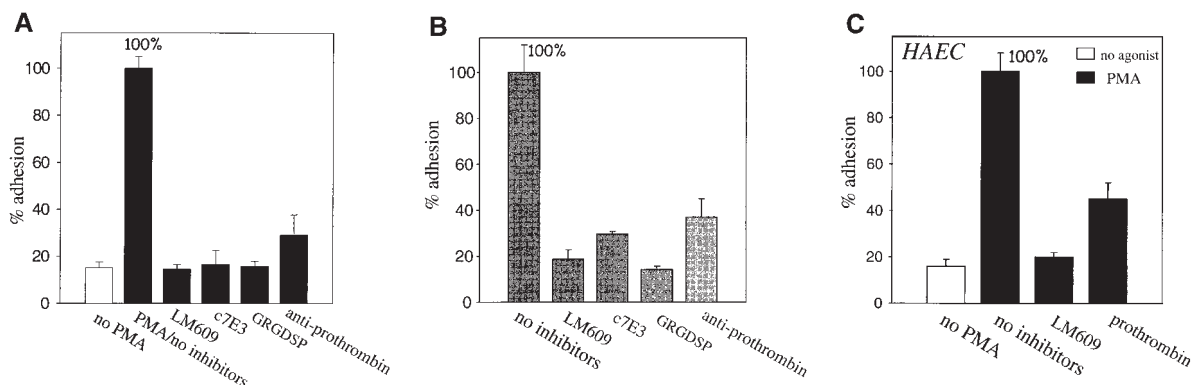 A
100%
% adhesion
100
80
60
40
20
0
no PMA
PMA/no inhibitors
LM609
c7E3
GRGDSP
anti-prothrombin
B
100%
% adhesion
100
80
60
40
20
0
no inhibitors
LM609
c7E3
GRGDSP
anti-prothrombin
C
HAEC
100%
no agonist
PMA
% adhesion
100
80
60
40
20
0
no PMA
no inhibitors
LM609
prothrombin